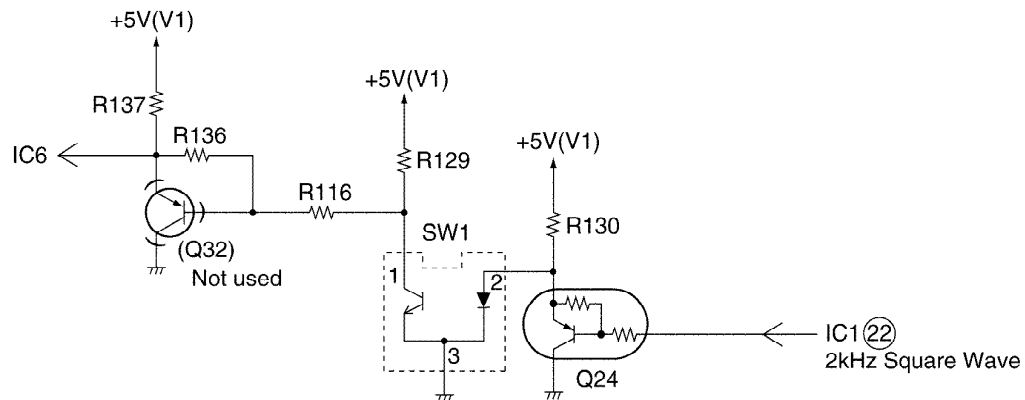 +5V(V1)
R137
IC6
R136
+5V(V1)
R129
R116
(Q32)
Not used
SW1
1
2
3
+5V(V1)
R130
Q24
IC1 22
2kHz Square Wave